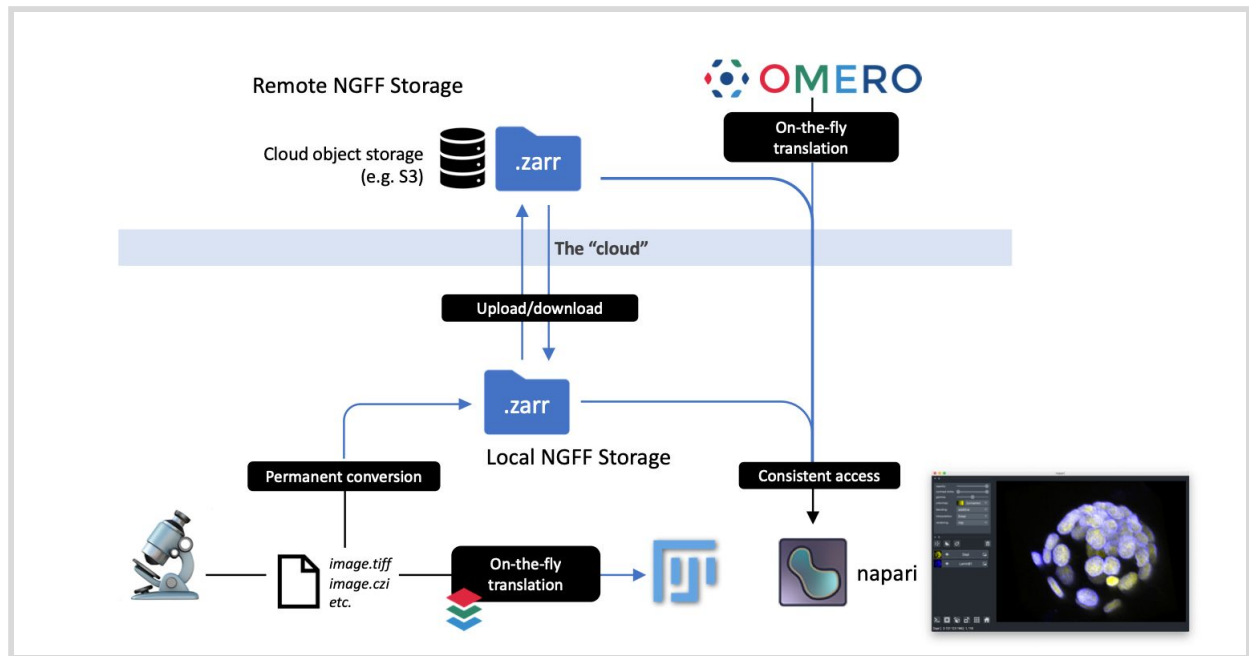 Remote NGFF Storage
OMERO
On-the-fly
translation
Cloud object storage
(e.g. S3)
.zarr
The “cloud”
Upload/download
.zarr
Local NGFF Storage
Permanent conversion
Consistent access
image.tiff
image.czi
etc.
On-the-fly
translation
napari